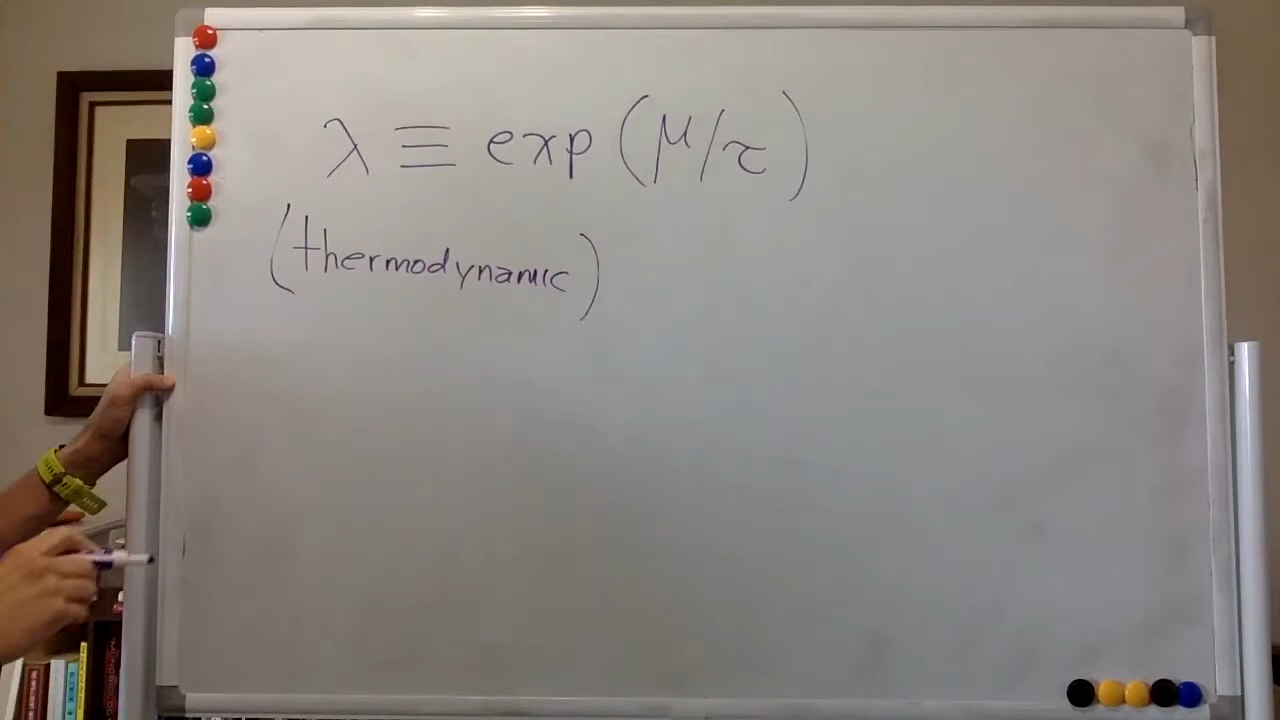 λ ≡ exp (μ/τ)
(thermodynamic)